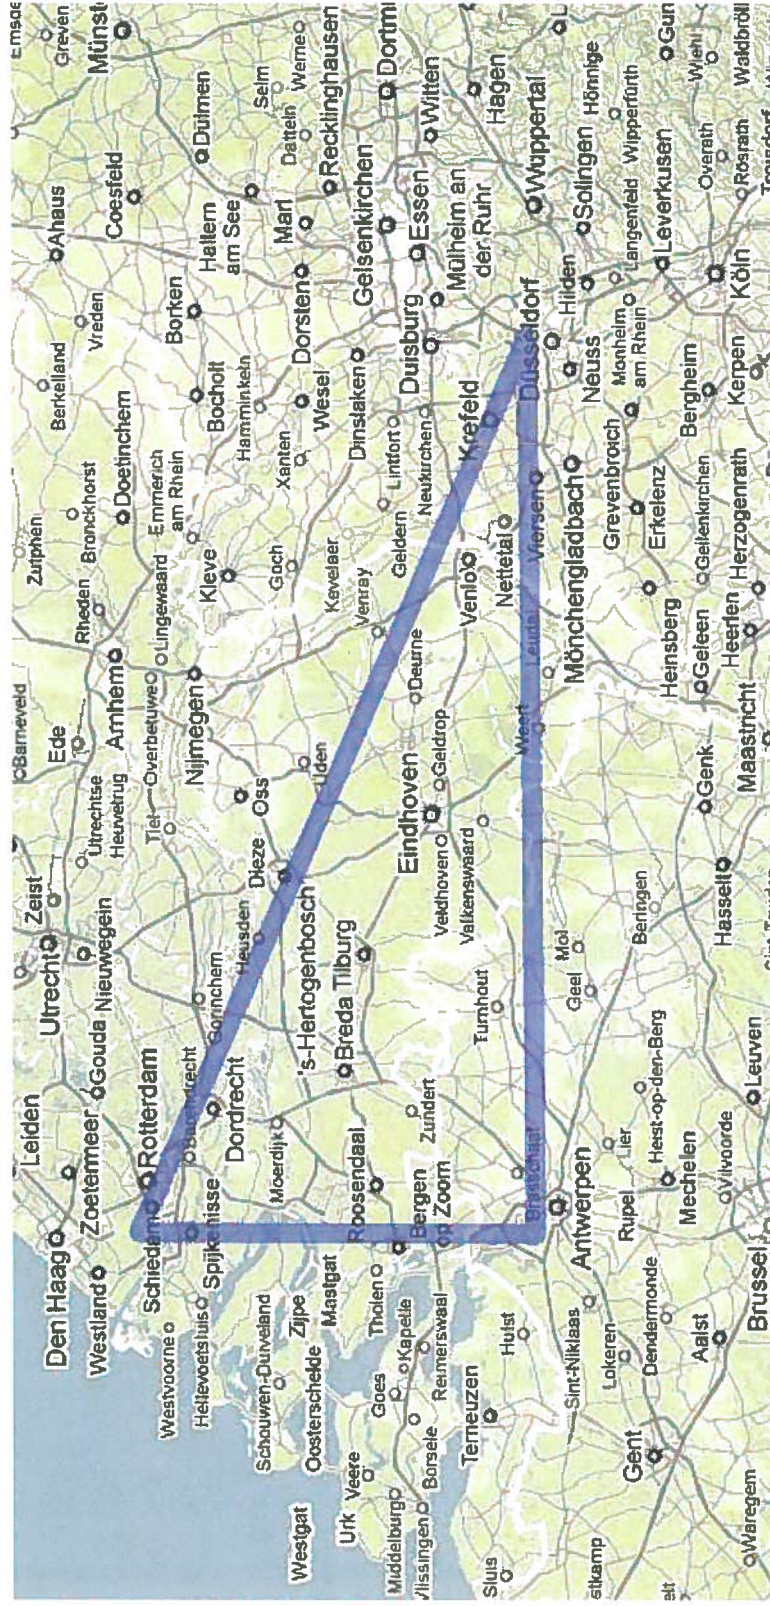 Leiden
Utrecht
Zeist
Ede
Barneveld
Zutphen
Berkelland
Ahaus
Greven
Den Haag
Zoetermeer
Gouda
Nieuwegein
Utrechtse
Heuvelrug
Arnhem
Rheden
Bronckhorst
Doetinchem
Vreden
Coesfeld
Westland
Schiedam
Rotterdam
Tiel
Overbetuwe
Lingewaard
Emmerich
am Rhein
Bocholt
Borken
Dülmen
Westvoorne
Hellevoetsluis
Spijkenisse
Dordrecht
Gorinchem
Nijmegen
Kleve
Hamminkeln
Haltern
am See
Selm
Schouwen-Duiveland
Moerdijk
Heusden
Dieze
Oss
Goch
Xanten
Wesel
Dorsten
Marl
Datteln
Werne
Oosterschelde
Zijpe
Mastgat
's-Hertogenbosch
Uden
Kevelaer
Dinslaken
Gelsenkirchen
Recklinghausen
Westgat
Urk
Veere
Goes
Tholen
Roosendaal
Breda
Tilburg
Venray
Geldern
Lintfort
Duisburg
Essen
Middelburg
Vlissingen
Borsele
Kapelle
Reimerswaal
Bergen
op Zoom
Zundert
Eindhoven
Veldhoven
Geldrop
Deurne
Neukirchen
Krefeld
Mülheim an
der Ruhr
Witten
Hagen
Sluis
Terneuzen
Hulst
Brasschaat
Turnhout
Valkenswaard
Weert
Leudal
Venlo
Nettetal
Viersen
Düsseldorf
Wuppertal
Antwerpen
Geel
Mol
Mönchengladbach
Neuss
Hilden
Solingen
Hönnige
Sint-Niklaas
Lokeren
Rupel
Lier
Heist-op-den-Berg
Beringen
Heinsberg
Erkelenz
Grevenbroich
Monheim
am Rhein
Langenfeld
Wipperfürth
Gent
Dendermonde
Mechelen
Genk
Geleen
Geilenkirchen
Bergheim
Leverkusen
Overath
Wiehl
Aalst
Vilvoorde
Hasselt
Heerlen
Herzogenrath
Kerpen
Köln
Rösrath
Waldbröl
Waregem
Brussel
Leuven
Maastricht